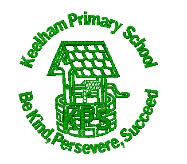 Keelham Primary School
KPS
Be Kind, Persevere, Succeed